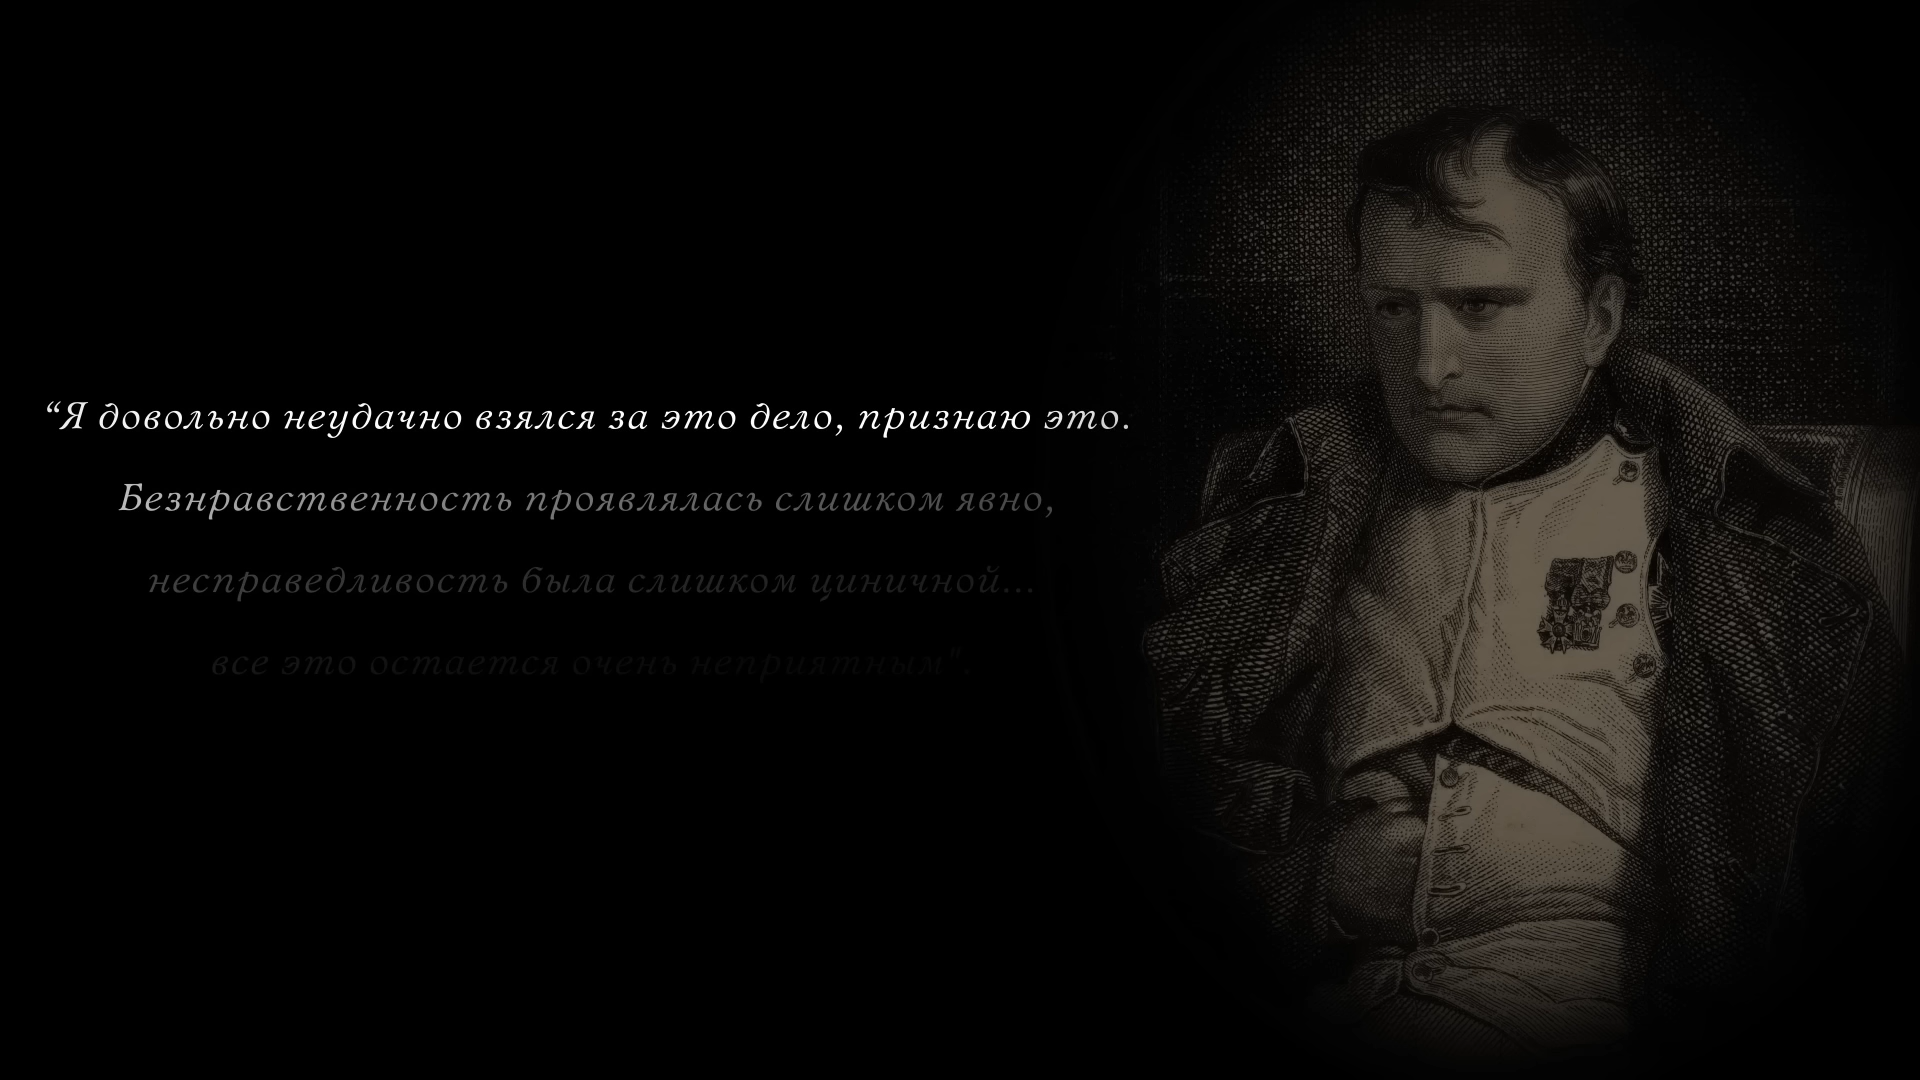 “Я довольно неудачно взялся за это дело, признаю это.
Безнравственность проявлялась слишком явно,
несправедливость была слишком циничной...
все это остается очень неприятным".